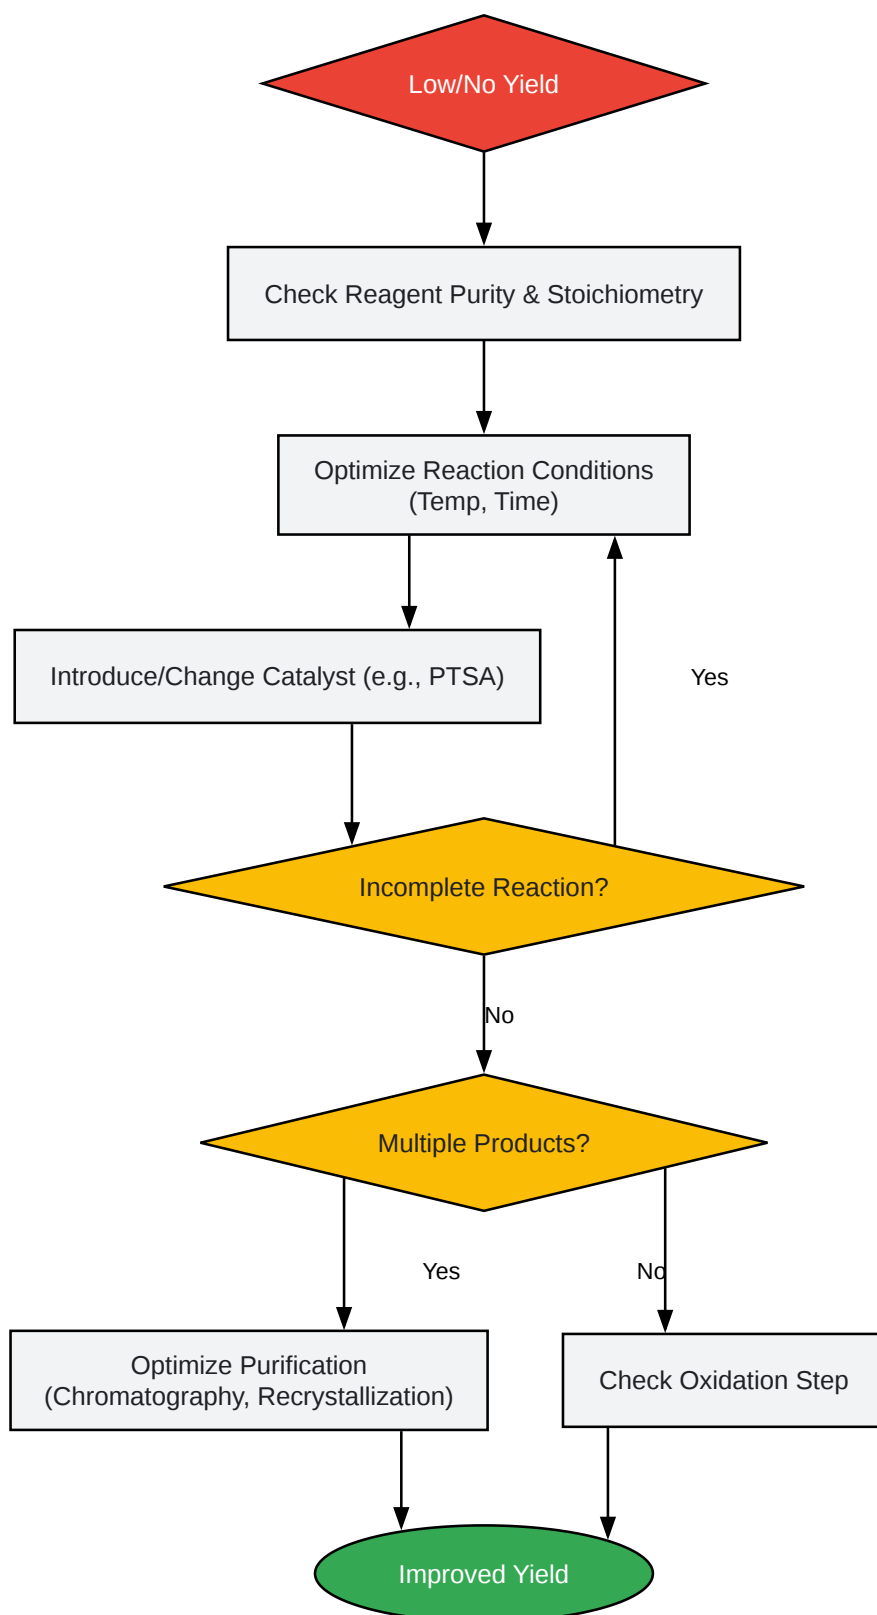 Low/No Yield
Check Reagent Purity & Stoichiometry
Optimize Reaction Conditions
(Temp, Time)
Introduce/Change Catalyst (e.g., PTSA)
Yes
Incomplete Reaction?
No
Multiple Products?
Yes
No
Optimize Purification
(Chromatography, Recrystallization)
Check Oxidation Step
Improved Yield